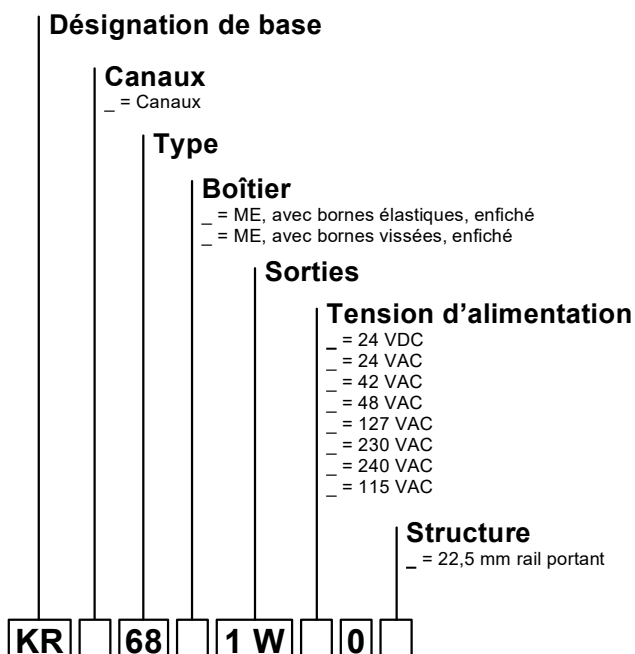 Désignation de base
Canaux
_ = Canaux
Type
Boîtier
_ = ME, avec bornes élastiques, enfiché
_ = ME, avec bornes vissées, enfiché
Sorties
Tension d’alimentation
_ = 24 VDC
_ = 24 VAC
_ = 42 VAC
_ = 48 VAC
_ = 127 VAC
_ = 230 VAC
_ = 240 VAC
_ = 115 VAC
Structure
_ = 22,5 mm rail portant
KR 68 1 W 0